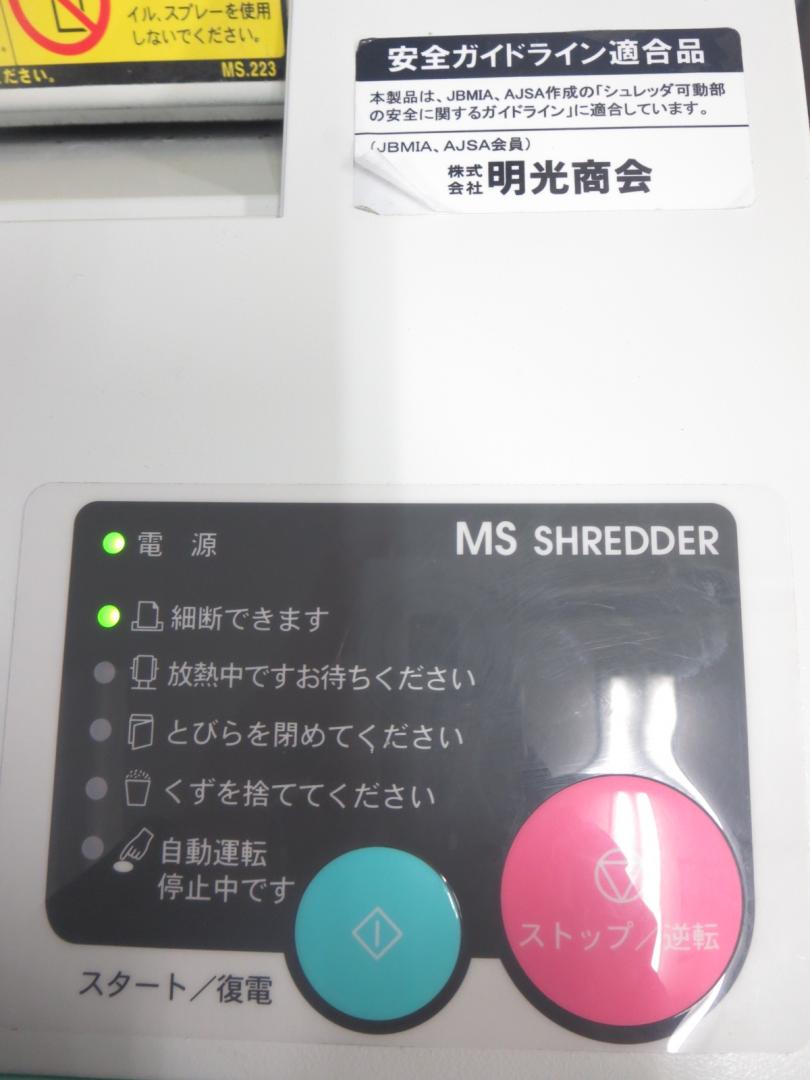 イル、スプレーを使用
しないでください。
ださい。
MS.223
安全ガイドライン適合品
本製品は、JBMIA、AJSA作成の「シュレッダ可動部
の安全に関するガイドライン」に適合しています。
(JBMIA、AJSA会員)
株式会社 明光商会
MS SHREDDER
電 源
細断できます
放熱中ですお待ちください
とびらを閉めてください
くずを捨ててください
自動運転
停止中です
スタート/復電
ストップ/逆転